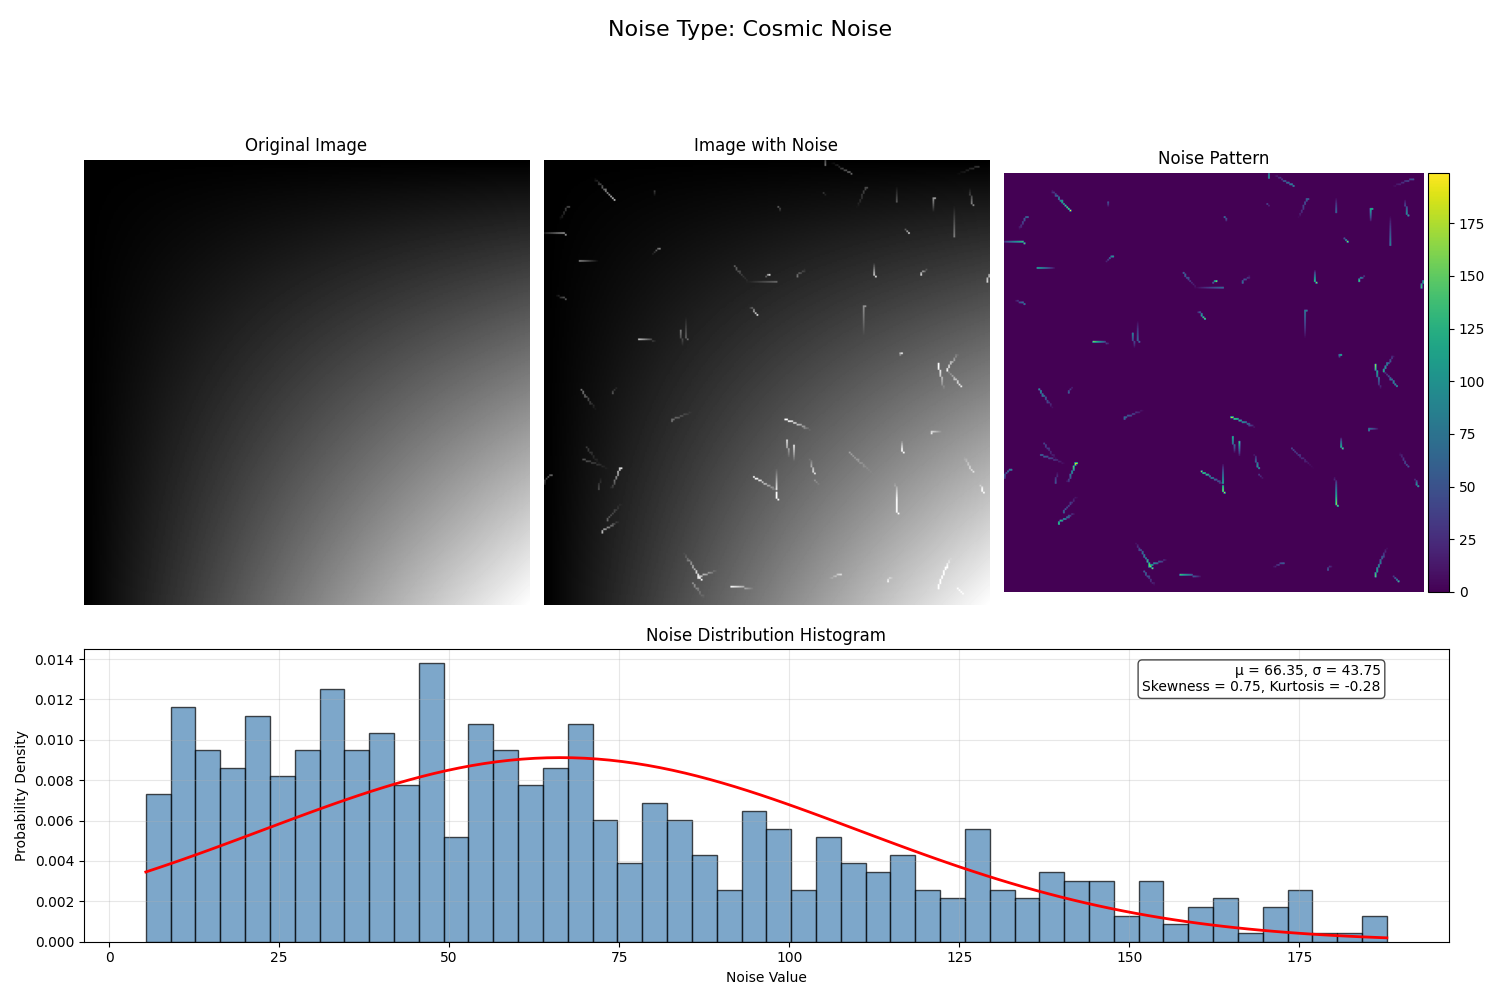 Noise Type: Cosmic Noise
Original Image
Image with Noise
Noise Pattern
175
150
125
100
75
50
25
0
Noise Distribution Histogram
μ = 66.35, σ = 43.75
Skewness = 0.75, Kurtosis = -0.28
Probability Density
0.014
0.012
0.010
0.008
0.006
0.004
0.002
0.000
0 25 50 75 100 125 150 175
Noise Value